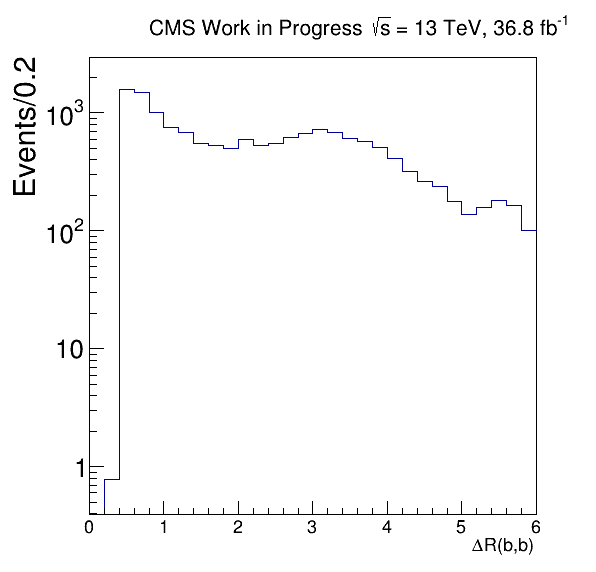 CMS Work in Progress √s = 13 TeV, 36.8 fb⁻¹
Events/0.2
10³
10²
10
1
0 1 2 3 4 5 6
ΔR(b,b)